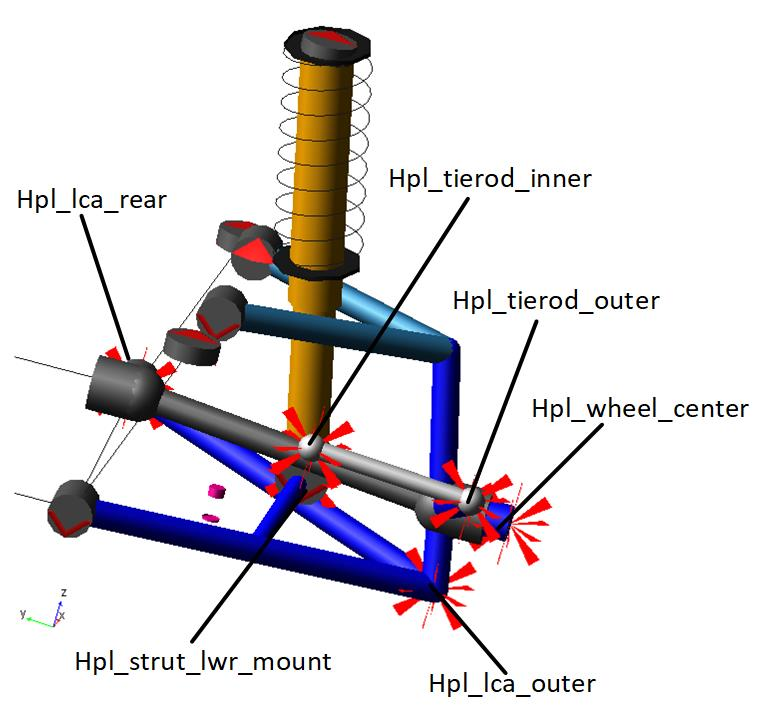 Hpl_tierod_inner
Hpl_lca_rear
Hpl_tierod_outer
Hpl_wheel_center
z
y
x
Hpl_strut_lwr_mount
Hpl_lca_outer